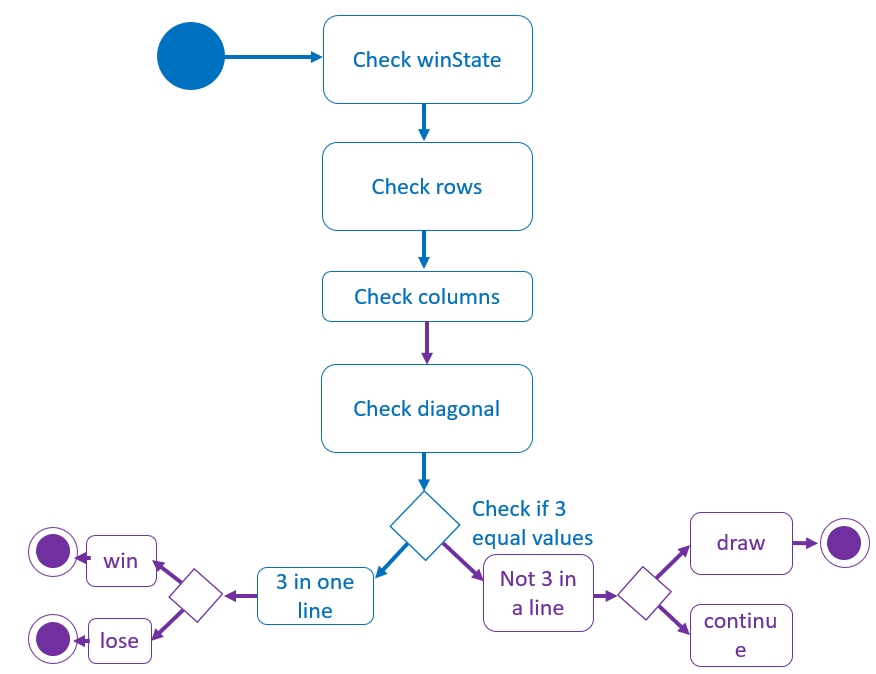 Check winState
Check rows
Check columns
Check diagonal
Check if 3
equal values
win
lose
3 in one
line
Not 3 in
a line
draw
continu
e